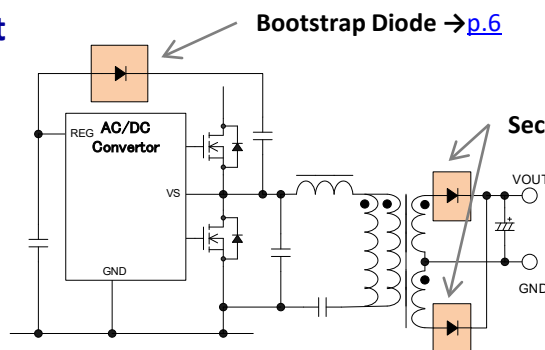 t
Bootstrap Diode →p.6
REG
AC/DC
Convertor
Sec
VS
VOUT
GND
GND